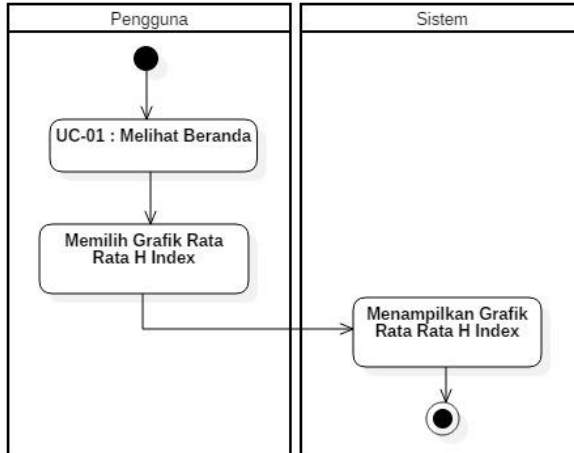 Pengguna
Sistem
UC-01 : Melihat Beranda
Memilih Grafik Rata
Rata H Index
Menampilkan Grafik
Rata Rata H Index